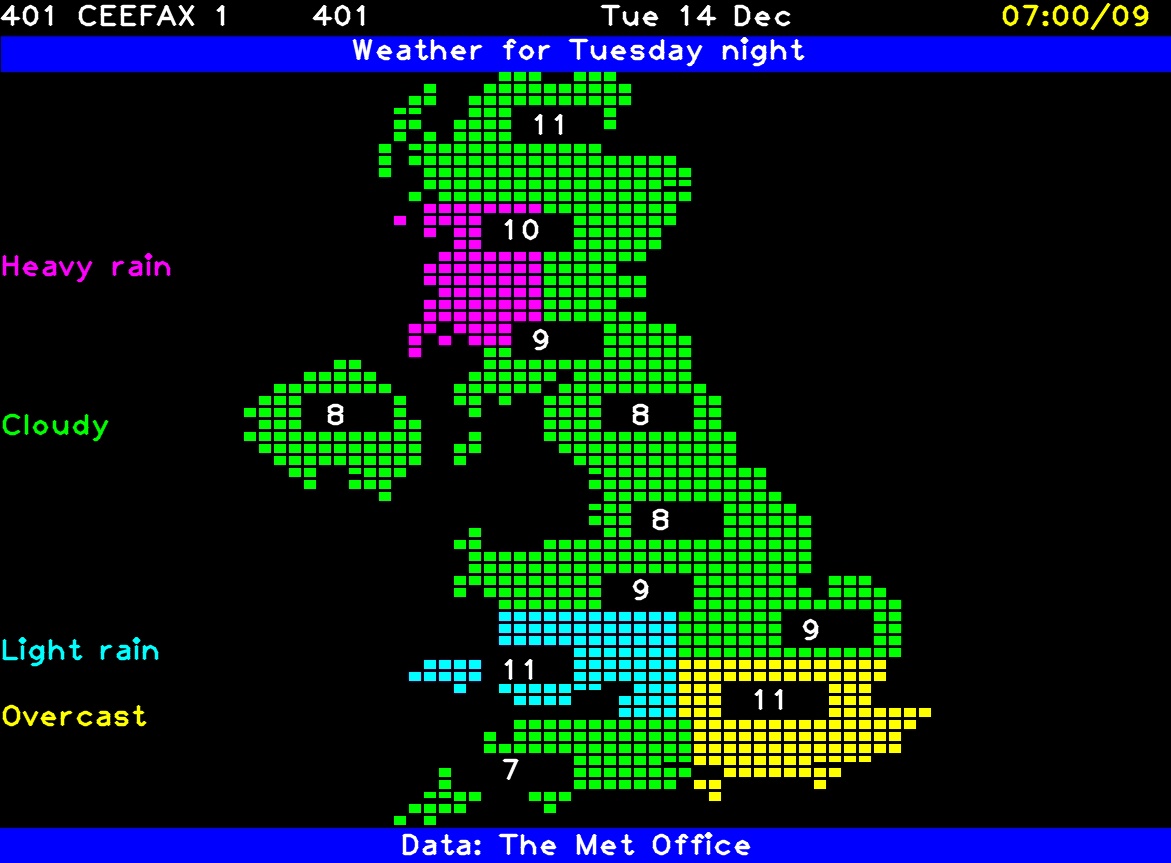 401 CEEFAX 1 401 Tue 14 Dec 07:00/09
Weather for Tuesday night
11
10
Heavy rain
9
8 8
Cloudy
8
9
9
Light rain
11
11
Overcast
7
Data: The Met Office